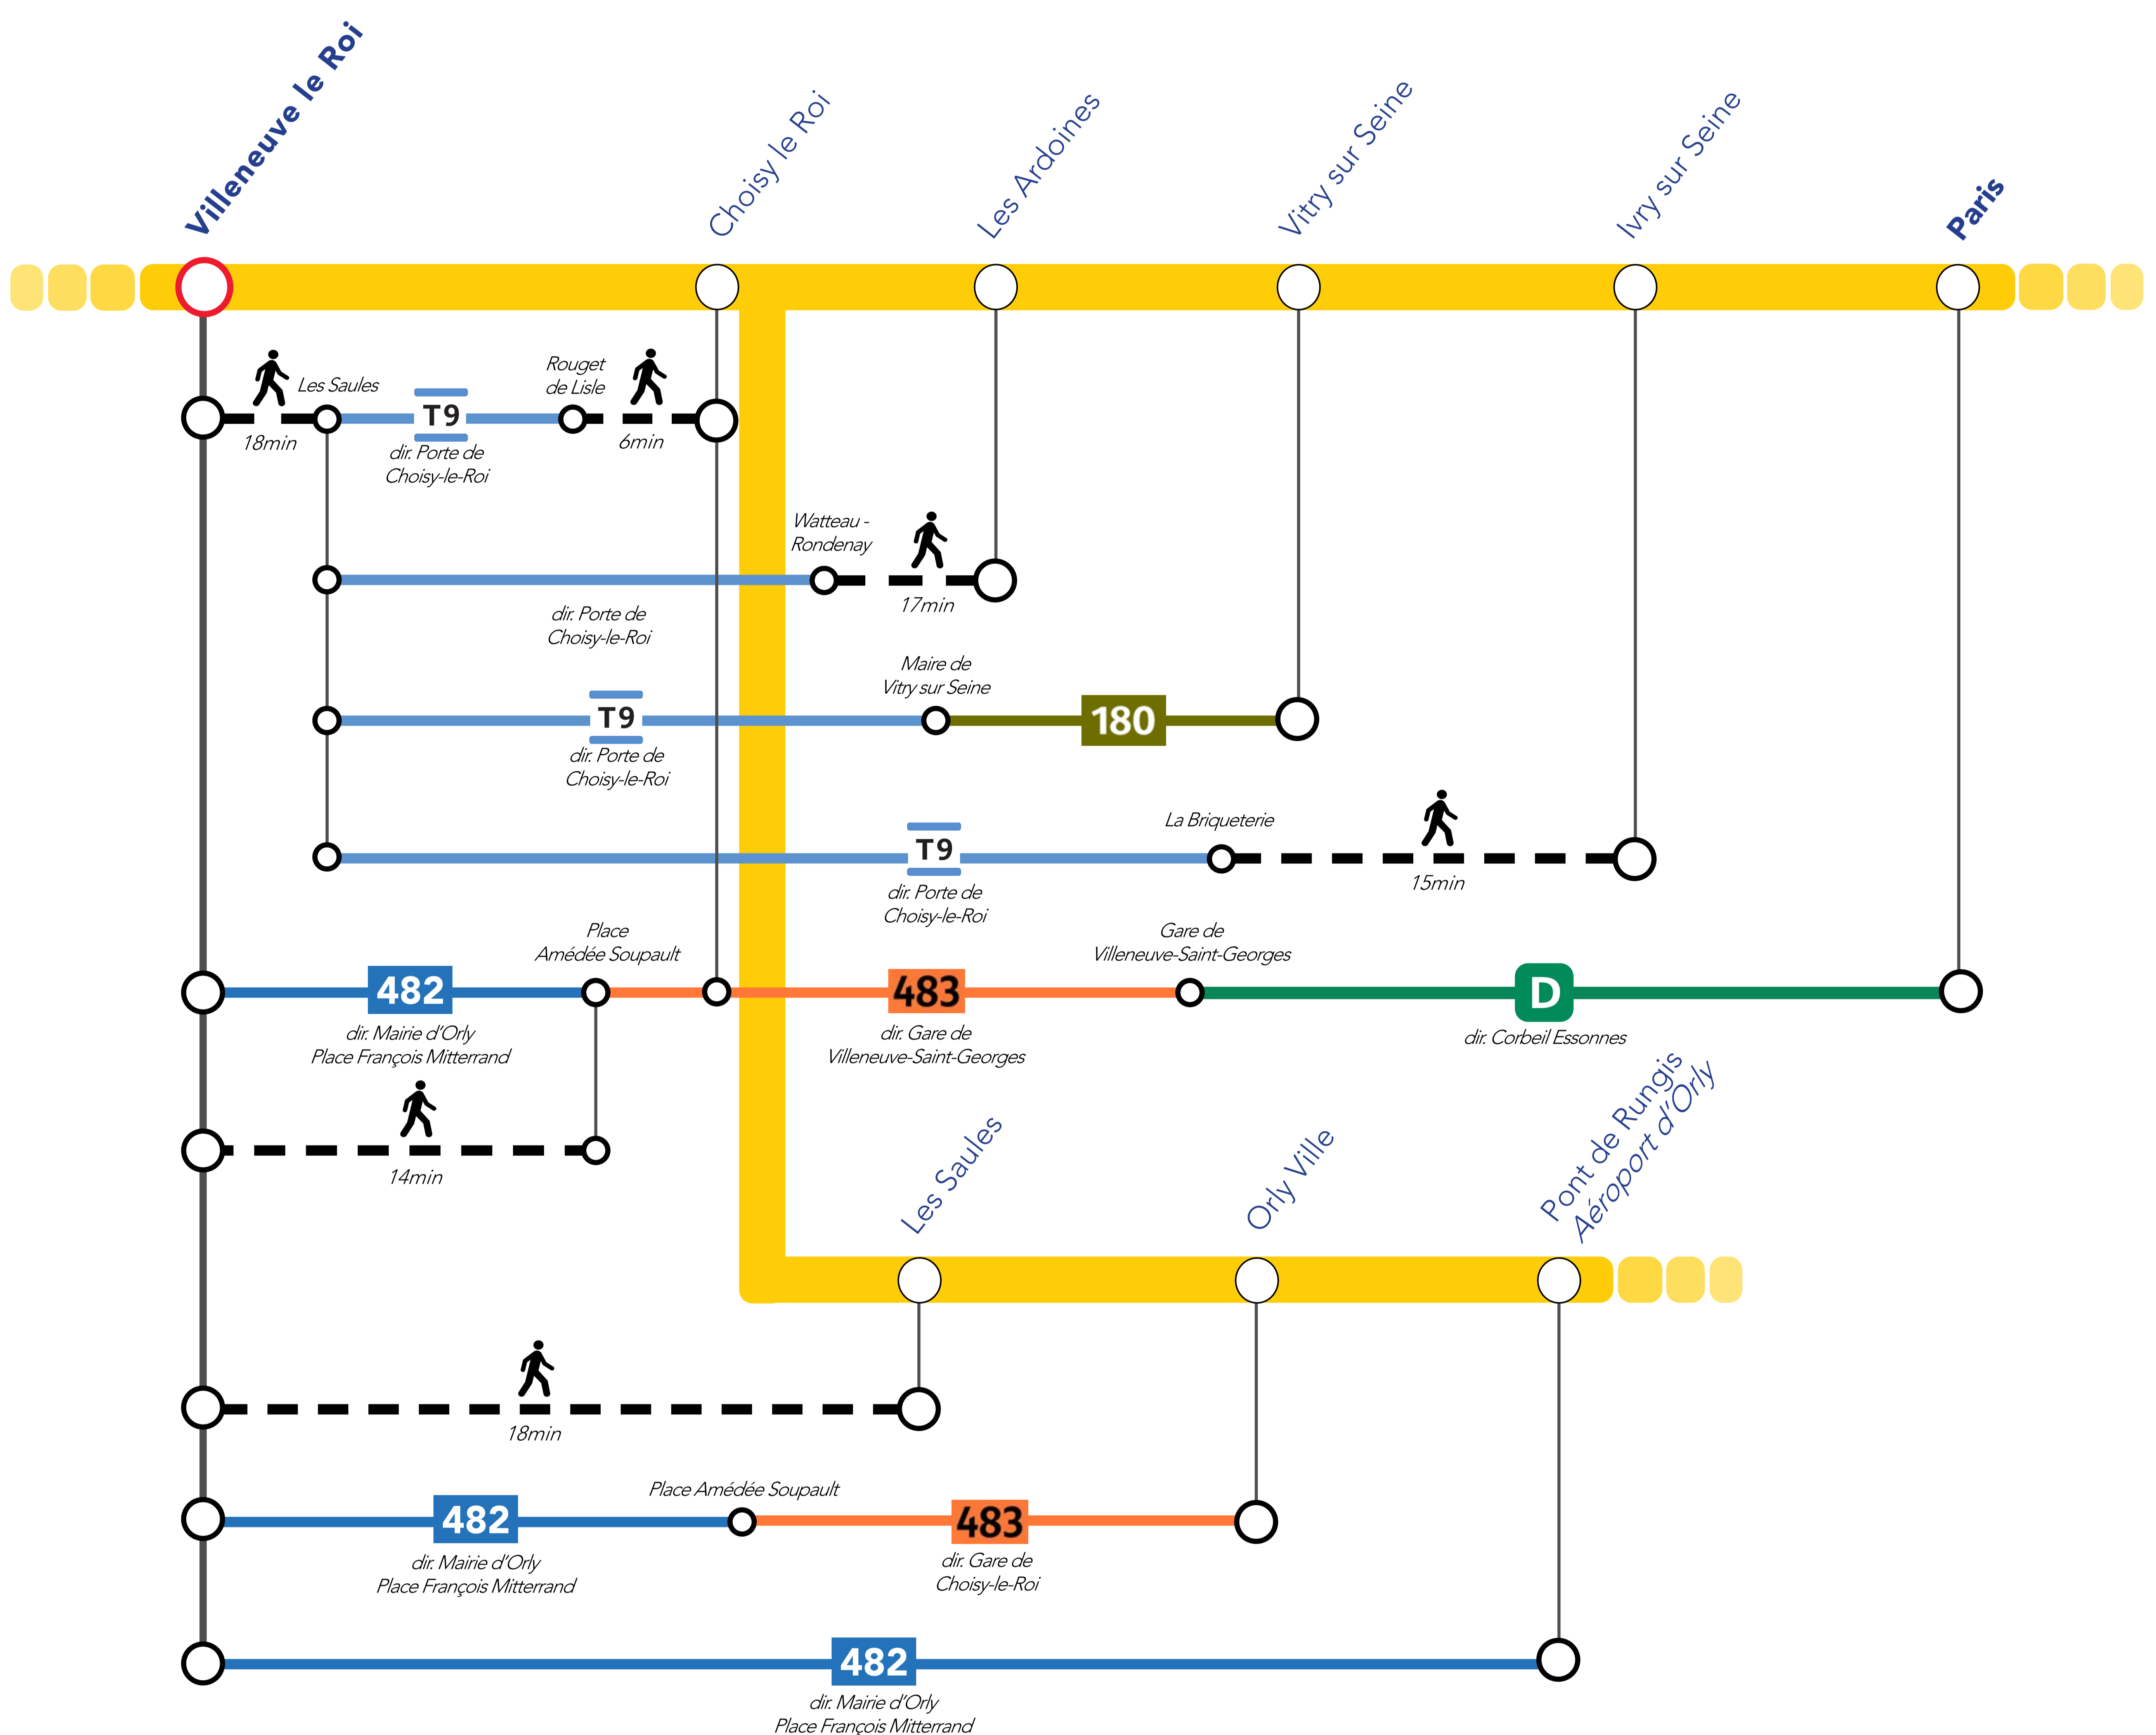 Villeneuve le Roi
Choisy le Roi
Les Ardoines
Vitry sur Seine
Ivry sur Seine
Paris
Les Saules
T9
Rouget
de Lisle
18min
6min
dir. Porte de
Choisy-le-Roi
Watteau -
Rondenay
17min
dir. Porte de
Choisy-le-Roi
Maire de
Vitry sur Seine
T9
180
dir. Porte de
Choisy-le-Roi
La Briqueterie
T9
15min
dir. Porte de
Choisy-le-Roi
Place
Amédée Soupault
Gare de
Villeneuve-Saint-Georges
482
483
D
dir. Mairie d'Orly
Place François Mitterrand
dir. Gare de
Villeneuve-Saint-Georges
dir. Corbeil Essonnes
14min
Les Saules
Orly Ville
Pont de Rungis
Aéroport d'Orly
18min
Place Amédée Soupault
482
483
dir. Mairie d'Orly
Place François Mitterrand
dir. Gare de
Choisy-le-Roi
482
dir. Mairie d'Orly
Place François Mitterrand